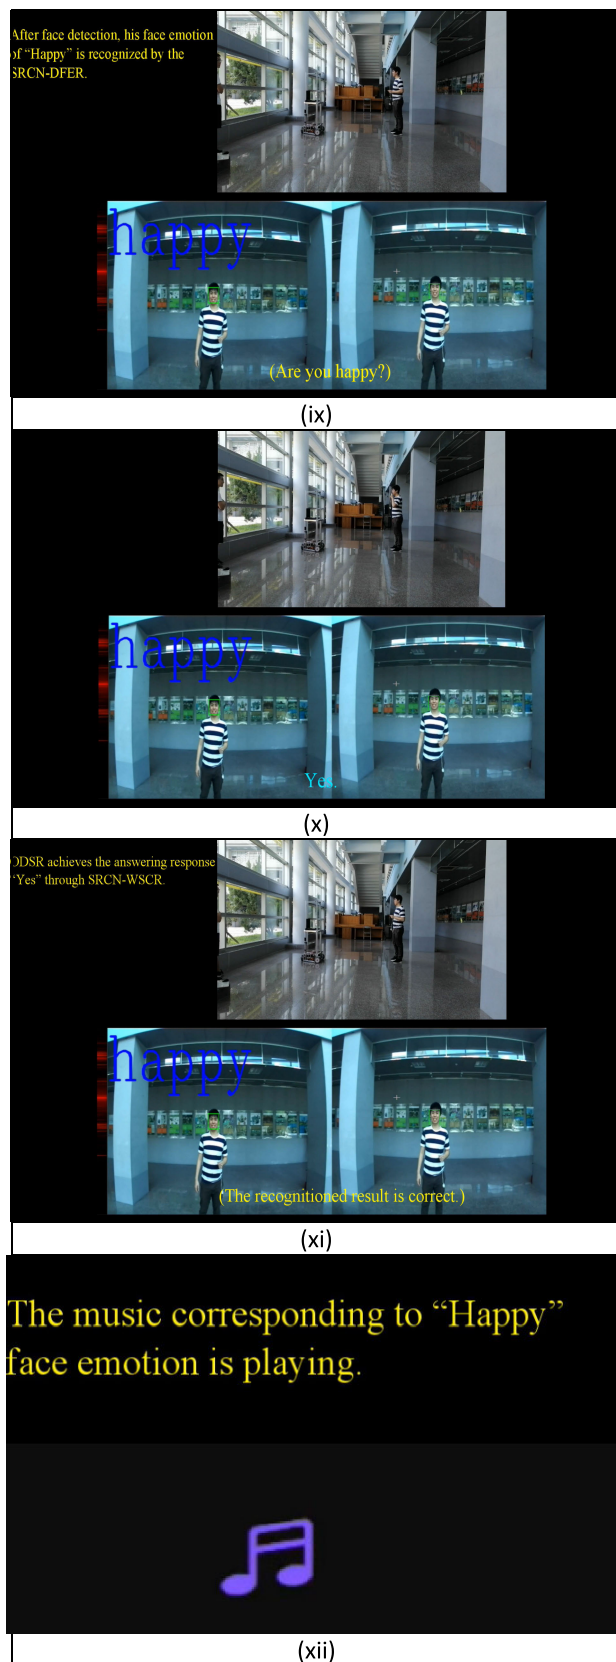 After face detection, his face emotion
of “Happy” is recognized by the
SRCN-DFER.
happy
(Are you happy?)
(ix)
happy
Yes.
(x)
ODSR achieves the answering response
“Yes” through SRCN-WSCR.
happy
(The recognitioned result is correct.)
(xi)
The music corresponding to “Happy”
face emotion is playing.
(xii)